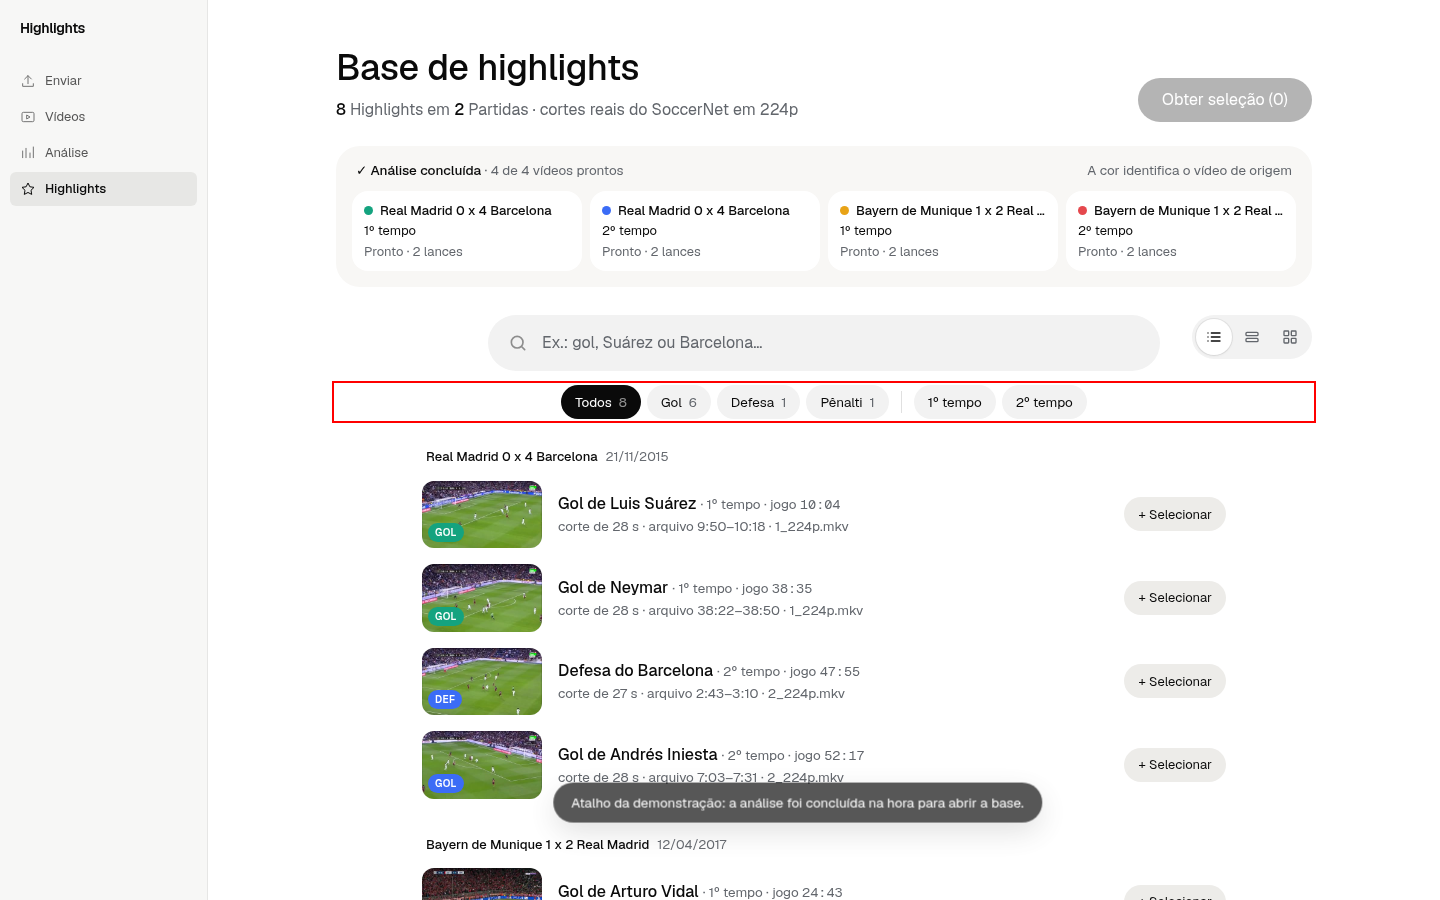 Highlights
Enviar
Vídeos
Análise
Highlights
Base de highlights
8 Highlights em 2 Partidas · cortes reais do SoccerNet em 224p
Obter seleção (0)
✓ Análise concluída · 4 de 4 vídeos prontos
A cor identifica o vídeo de origem
Real Madrid 0 x 4 Barcelona
1º tempo
Pronto · 2 lances
Real Madrid 0 x 4 Barcelona
2º tempo
Pronto · 2 lances
Bayern de Munique 1 x 2 Real ...
1º tempo
Pronto · 2 lances
Bayern de Munique 1 x 2 Real ...
2º tempo
Pronto · 2 lances
Ex.: gol, Suárez ou Barcelona...
Todos 8 Gol 6 Defesa 1 Pênalti 1 1º tempo 2º tempo
Real Madrid 0 x 4 Barcelona 21/11/2015
GOL
Gol de Luis Suárez · 1º tempo · jogo 10:04
corte de 28 s · arquivo 9:50–10:18 · 1_224p.mkv
+ Selecionar
GOL
Gol de Neymar · 1º tempo · jogo 38:35
corte de 28 s · arquivo 38:22–38:50 · 1_224p.mkv
+ Selecionar
DEF
Defesa do Barcelona · 2º tempo · jogo 47:55
corte de 27 s · arquivo 2:43–3:10 · 2_224p.mkv
+ Selecionar
GOL
Gol de Andrés Iniesta · 2º tempo · jogo 52:17
corte de 28 s · arquivo 7:03–7:31 · 2_224p.mkv
+ Selecionar
Atalho da demonstração: a análise foi concluída na hora para abrir a base.
Bayern de Munique 1 x 2 Real Madrid 12/04/2017
Gol de Arturo Vidal · 1º tempo · jogo 24:43
+ Selecionar